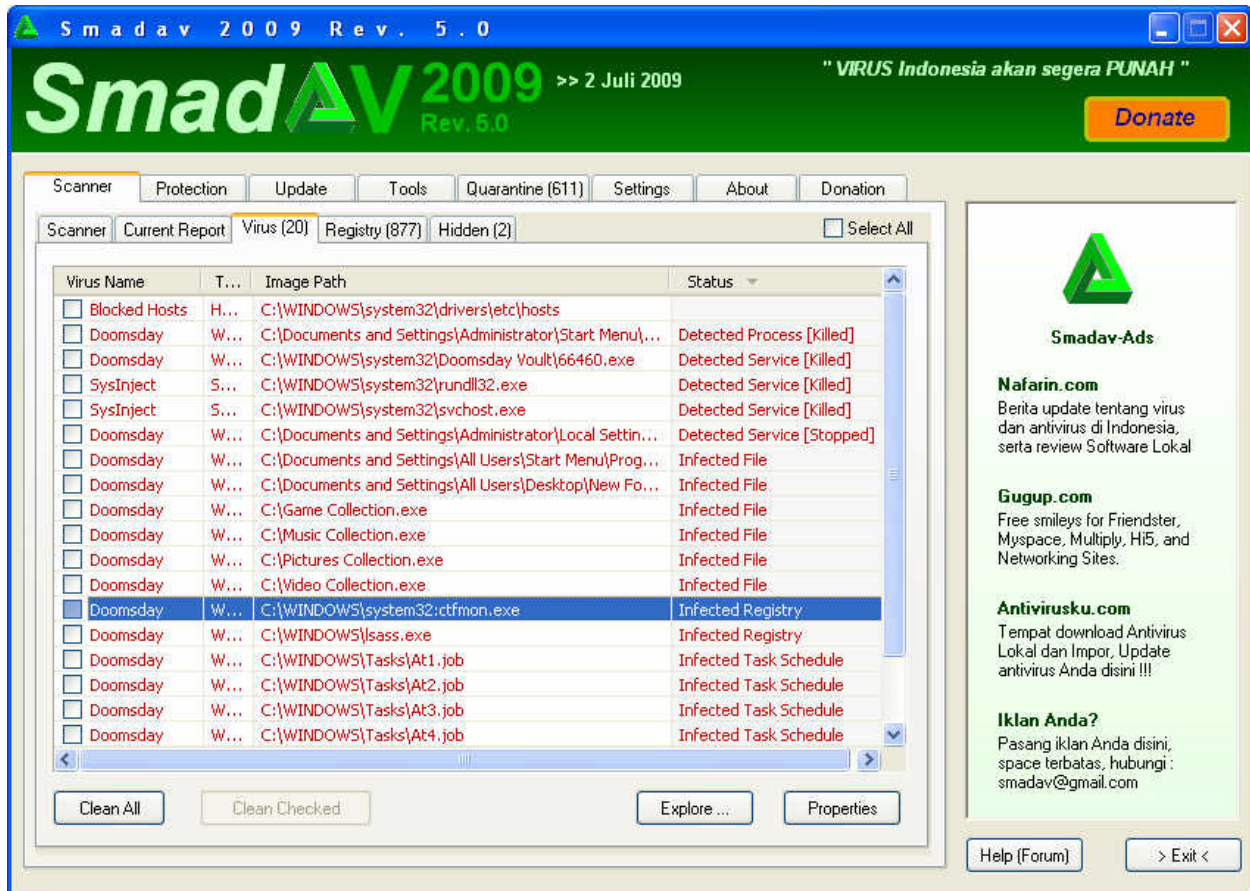 Smadav 2009 Rev. 5.0
SmadAV 2009 Rev. 5.0
>> 2 Juli 2009
" VIRUS Indonesia akan segera PUNAH "
Donate
Scanner Protection Update Tools Quarantine (611) Settings About Donation
Scanner Current Report Virus (20) Registry (877) Hidden (2) Select All
Virus Name T... Image Path Status
Blocked Hosts H... C:\WINDOWS\system32\drivers\etc\hosts
Doomsday W... C:\Documents and Settings\Administrator\Start Menu\... Detected Process [Killed]
Doomsday W... C:\WINDOWS\system32\Doomsday Voult\66460.exe Detected Service [Killed]
SysInject S... C:\WINDOWS\system32\rundll32.exe Detected Service [Killed]
SysInject S... C:\WINDOWS\system32\svchost.exe Detected Service [Killed]
Doomsday W... C:\Documents and Settings\Administrator\Local Settin... Detected Service [Stopped]
Doomsday W... C:\Documents and Settings\All Users\Start Menu\Prog... Infected File
Doomsday W... C:\Documents and Settings\All Users\Desktop\New Fo... Infected File
Doomsday W... C:\Game Collection.exe Infected File
Doomsday W... C:\Music Collection.exe Infected File
Doomsday W... C:\Pictures Collection.exe Infected File
Doomsday W... C:\Video Collection.exe Infected File
Doomsday W... C:\WINDOWS\system32:ctfmon.exe Infected Registry
Doomsday W... C:\WINDOWS\lsass.exe Infected Registry
Doomsday W... C:\WINDOWS\Tasks\At1.job Infected Task Schedule
Doomsday W... C:\WINDOWS\Tasks\At2.job Infected Task Schedule
Doomsday W... C:\WINDOWS\Tasks\At3.job Infected Task Schedule
Doomsday W... C:\WINDOWS\Tasks\At4.job Infected Task Schedule
Clean All Clean Checked Explore ... Properties
Smadav-Ads
Nafarin.com
Berita update tentang virus
dan antivirus di Indonesia,
serta review Software Lokal
Gugup.com
Free smileys for Friendster,
Myspace, Multiply, Hi5, and
Networking Sites.
Antivirusku.com
Tempat download Antivirus
Lokal dan Impor, Update
antivirus Anda disini !!!
Iklan Anda?
Pasang iklan Anda disini,
space terbatas, hubungi :
smadav@gmail.com
Help (Forum) > Exit <